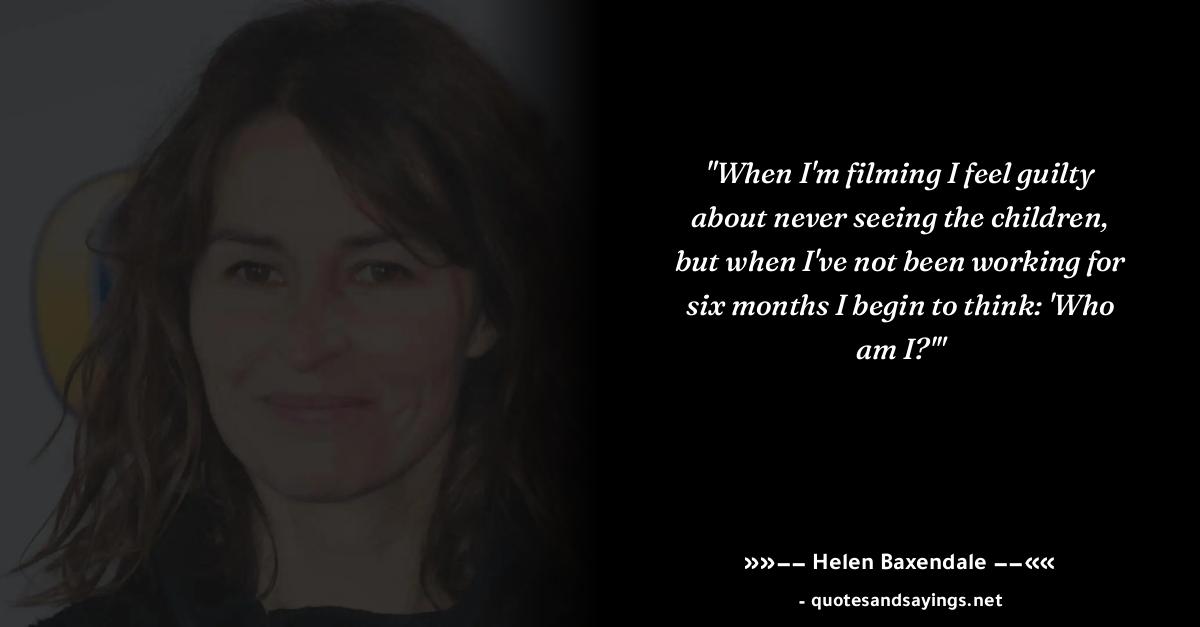 "When I'm filming I feel guilty
about never seeing the children,
but when I've not been working for
six months I begin to think: 'Who
am I?'"
»»–– Helen Baxendale ––««
- quotesandsayings.net